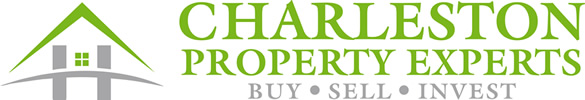 CHARLESTON
PROPERTY EXPERTS
BUY • SELL • INVEST